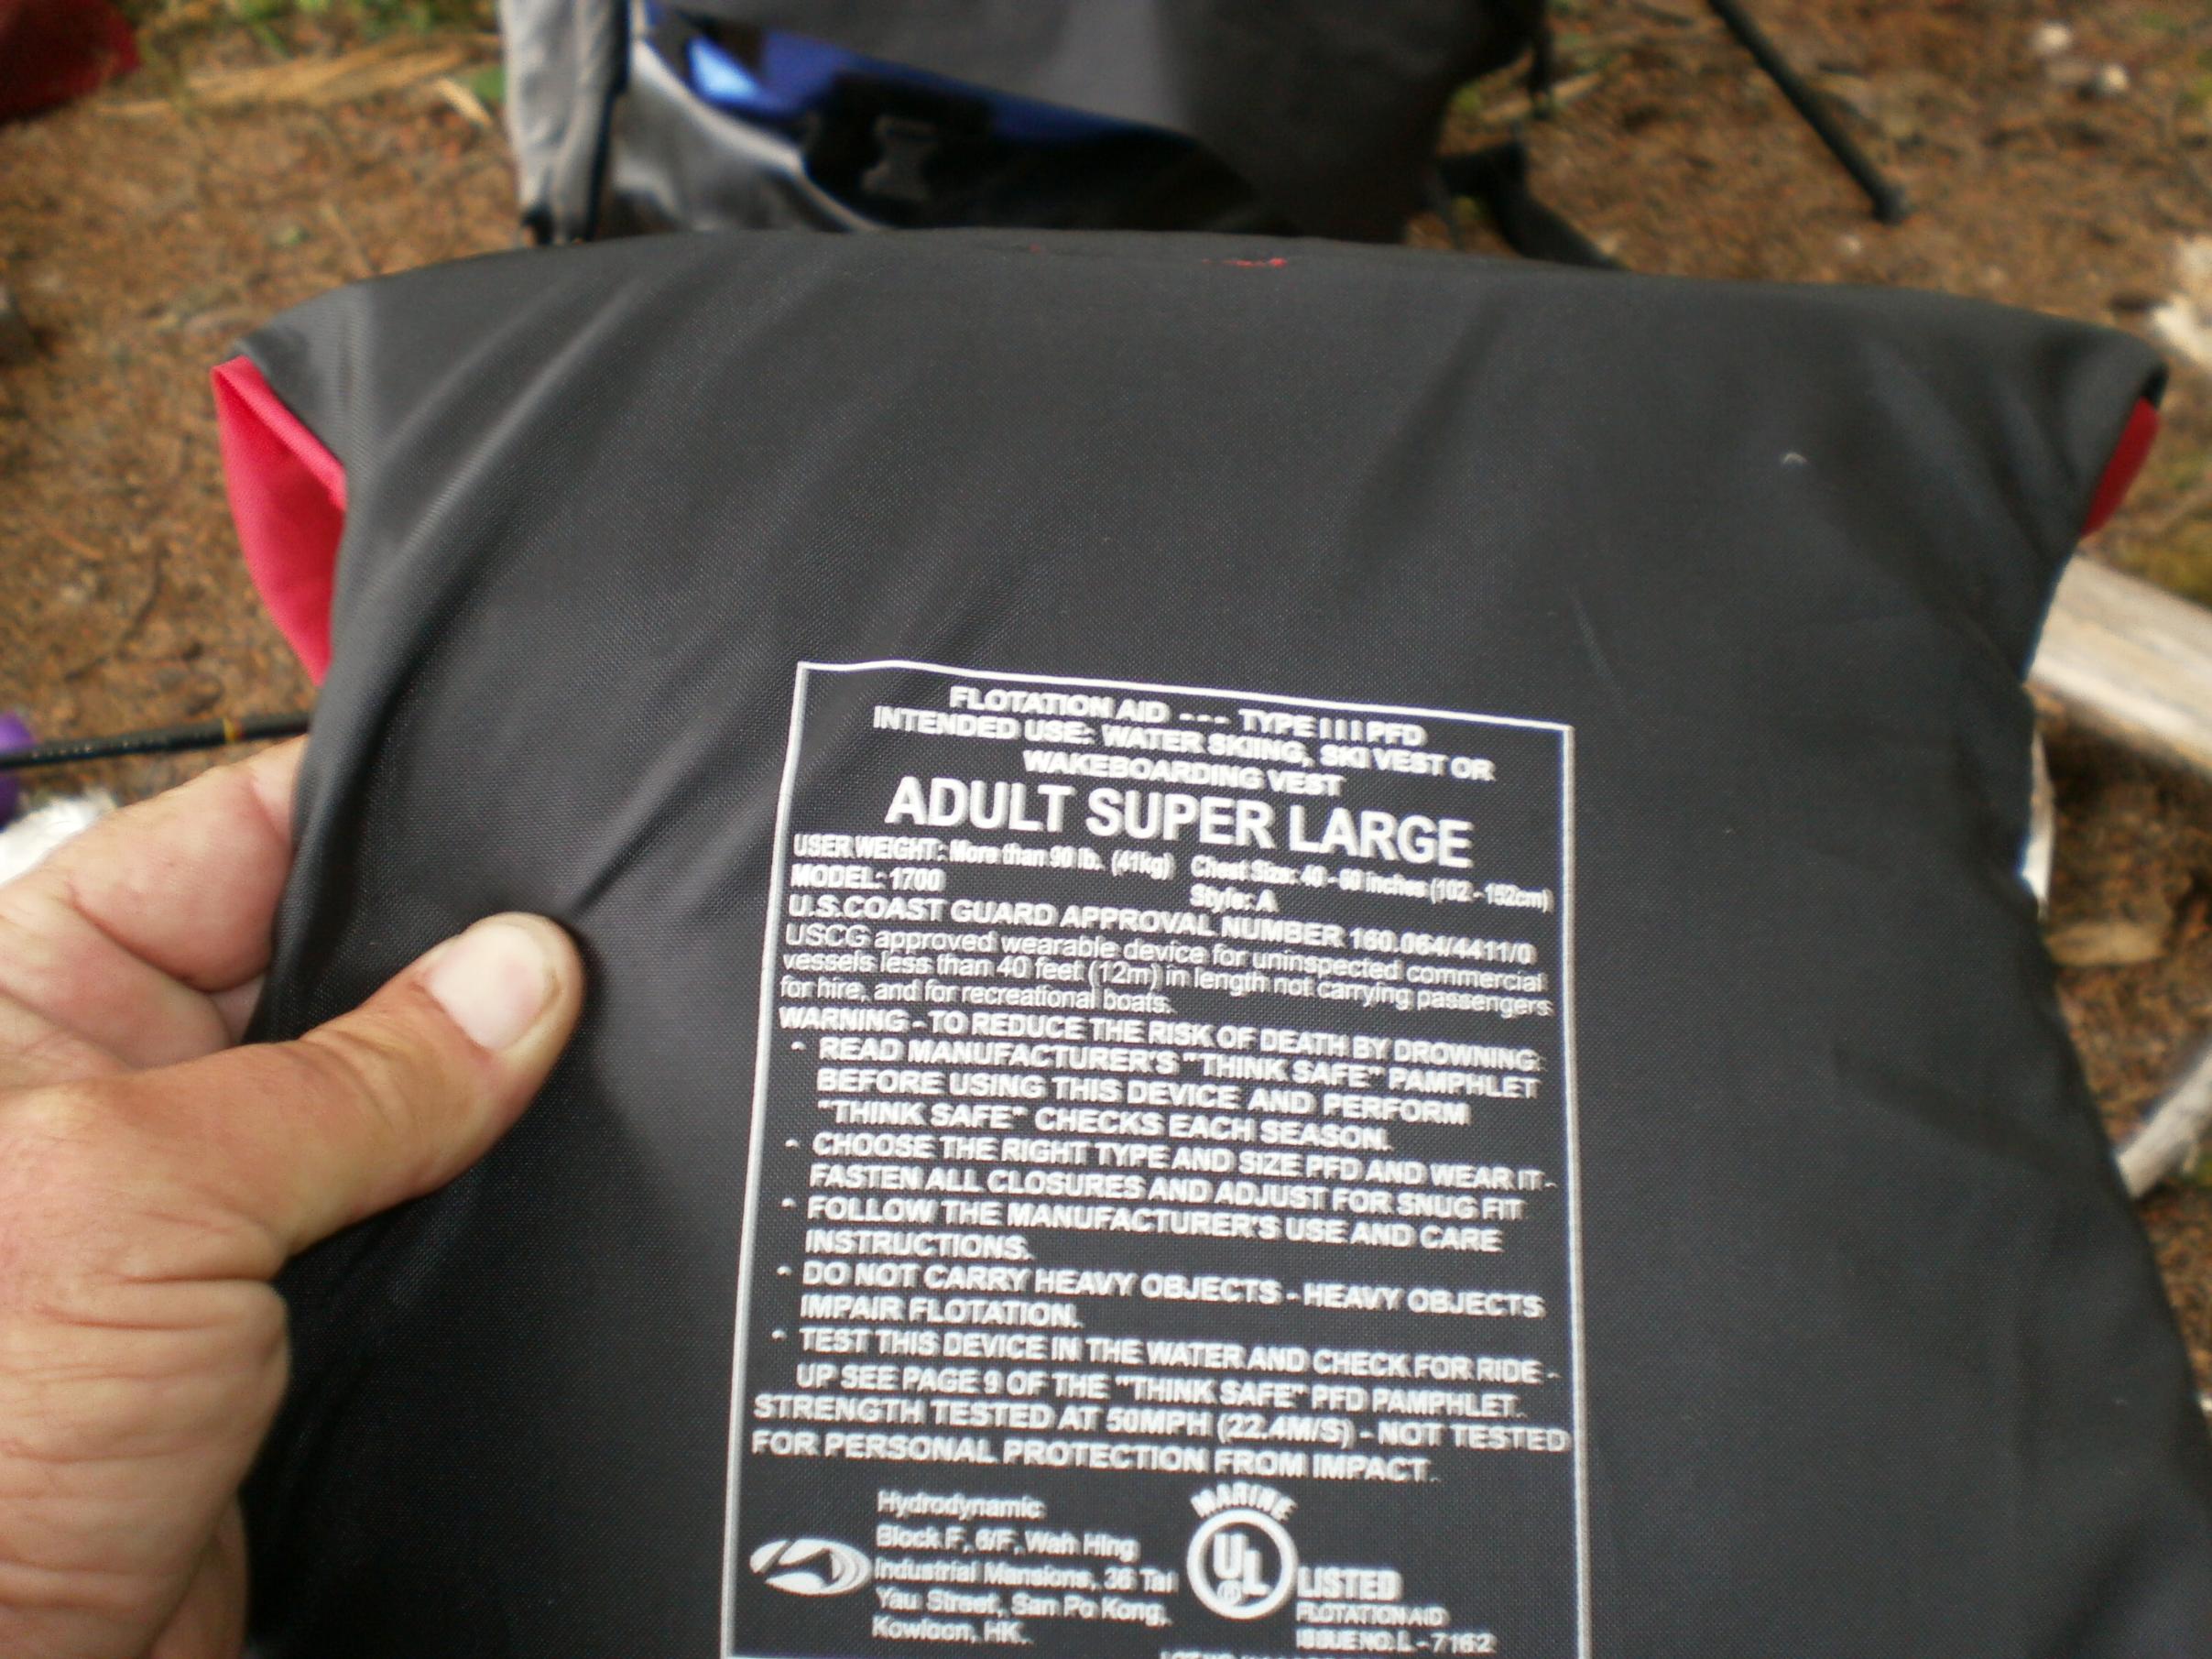 FLOTATION AID --- TYPE III PFD
INTENDED USE: WATER SKIING, SKI VEST OR
WAKEBOARDING VEST
ADULT SUPER LARGE
USER WEIGHT: More than 90 lb. (41kg) Chest Size: 40 - 60 inches (102 - 152cm)
MODEL: 1700 Style: A
U.S.COAST GUARD APPROVAL NUMBER 160.064/4411/0
USCG approved wearable device for uninspected commercial
vessels less than 40 feet (12m) in length not carrying passengers
for hire, and for recreational boats.
WARNING - TO REDUCE THE RISK OF DEATH BY DROWNING:
- READ MANUFACTURER'S "THINK SAFE" PAMPHLET
BEFORE USING THIS DEVICE AND PERFORM
"THINK SAFE" CHECKS EACH SEASON.
- CHOOSE THE RIGHT TYPE AND SIZE PFD AND WEAR IT-
FASTEN ALL CLOSURES AND ADJUST FOR SNUG FIT
- FOLLOW THE MANUFACTURER'S USE AND CARE
INSTRUCTIONS.
- DO NOT CARRY HEAVY OBJECTS - HEAVY OBJECTS
IMPAIR FLOTATION.
- TEST THIS DEVICE IN THE WATER AND CHECK FOR RIDE -
UP SEE PAGE 9 OF THE "THINK SAFE" PFD PAMPHLET.
STRENGTH TESTED AT 50MPH (22.4M/S) - NOT TESTED
FOR PERSONAL PROTECTION FROM IMPACT.
Hydrodynamic
Block F, 6/F, Wah Hing
Industrial Mansions, 36 Tai
Yau Street, San Po Kong,
Kowloon, HK.
MARINE
UL
LISTED
FLOTATION AID
ISSUE NO. L - 7162